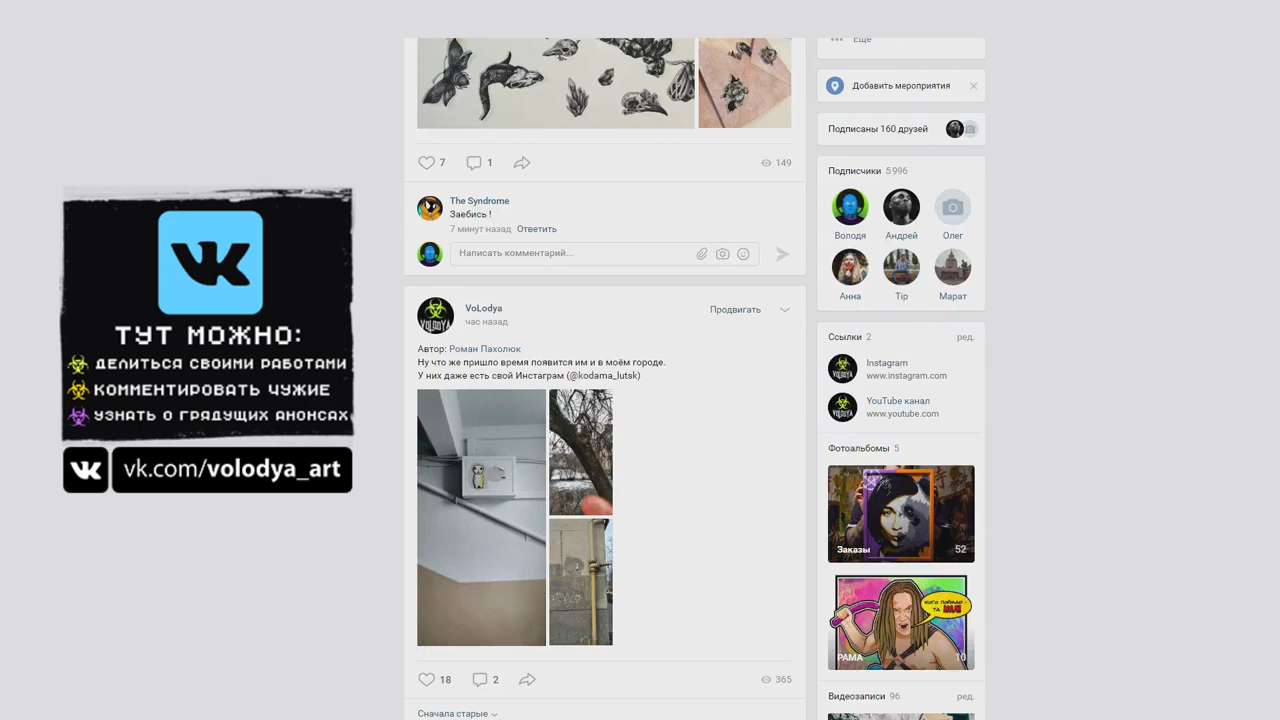 ТУТ МОЖНО:
ДЕЛИТЬСЯ СВОИМИ РАБОТАМИ
КОММЕНТИРОВАТЬ ЧУЖИЕ
УЗНАТЬ О ГРЯДУЩИХ АНОНСАХ
vk.com/volodya_art
7 1 149
The Syndrome
Заебись !
7 минут назад Ответить
Написать комментарий...
VoLodya
час назад
Продвигать
Автор: Роман Пахолюк
Ну что же пришло время появится им и в моём городе.
У них даже есть свой Инстаграм (@kodama_lutsk)
18 2 365
Сначала старые
Ещё
Добавить мероприятия
Подписаны 160 друзей
Подписчики 5 996
Володя Андрей Олег
Анна Tip Марат
Ссылки 2 ред.
Instagram
www.instagram.com
YouTube канал
www.youtube.com
Фотоальбомы 5
Заказы 52
РАМА 10
Видеозаписи 96 ред.